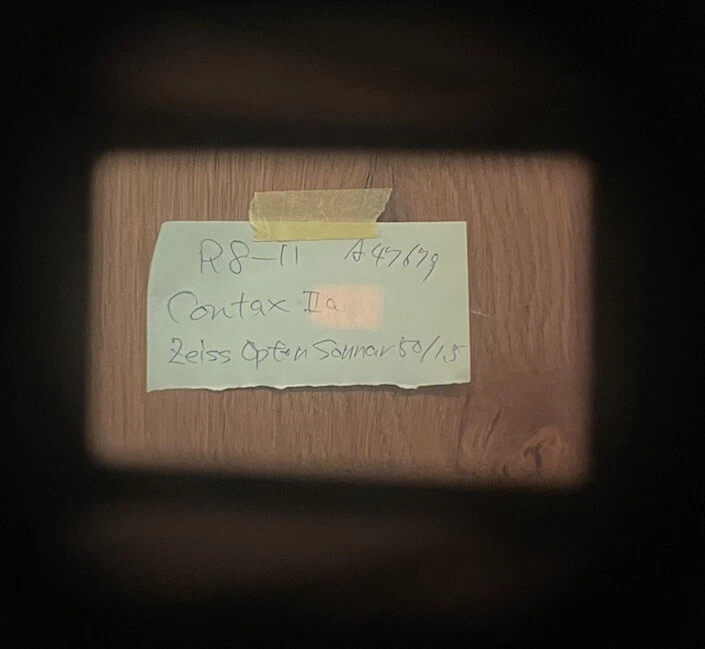 R8-11 A47679
Contax IIa
Zeiss Opton Sonnar 50/1.5